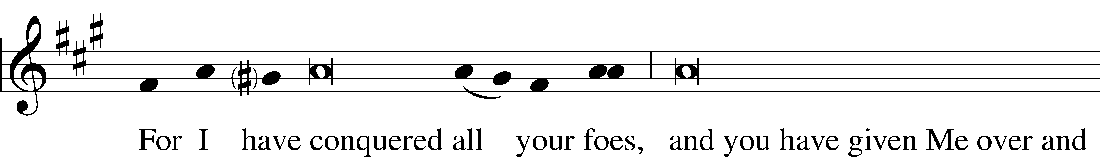 For I have conquered all your foes, and you have given Me over and